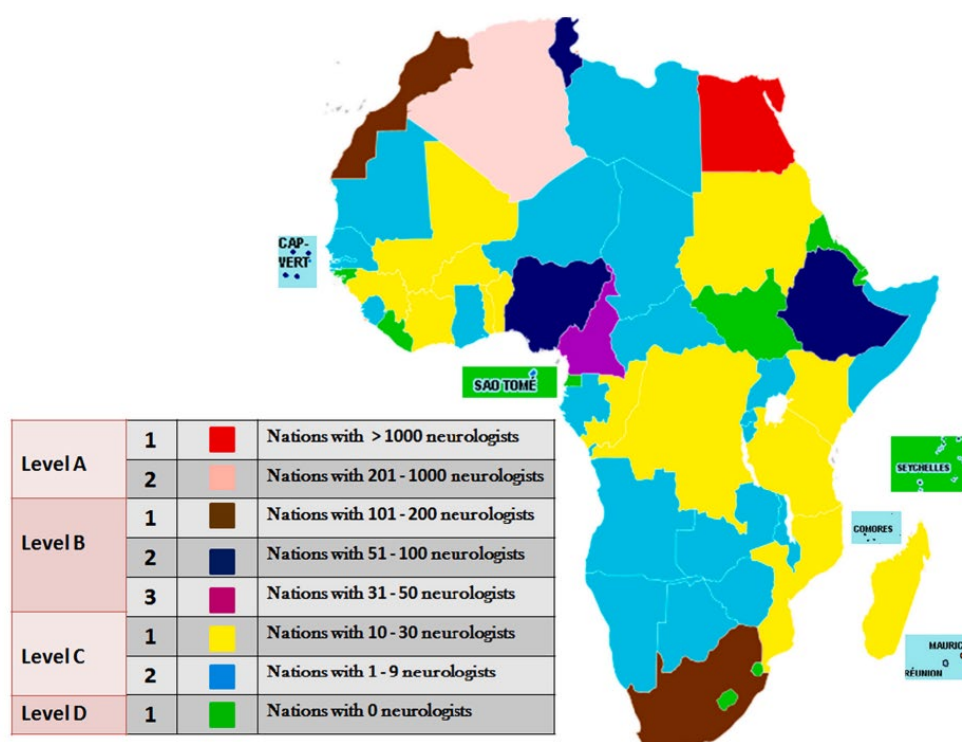 CAP-
VERT
SAO TOMÉ
SEYCHELLES
COMORES
MAURIC
RÉUNION
Level A
1 Nations with > 1000 neurologists
2 Nations with 201 - 1000 neurologists
Level B
1 Nations with 101 - 200 neurologists
2 Nations with 51 - 100 neurologists
3 Nations with 31 - 50 neurologists
Level C
1 Nations with 10 - 30 neurologists
2 Nations with 1 - 9 neurologists
Level D
1 Nations with 0 neurologists